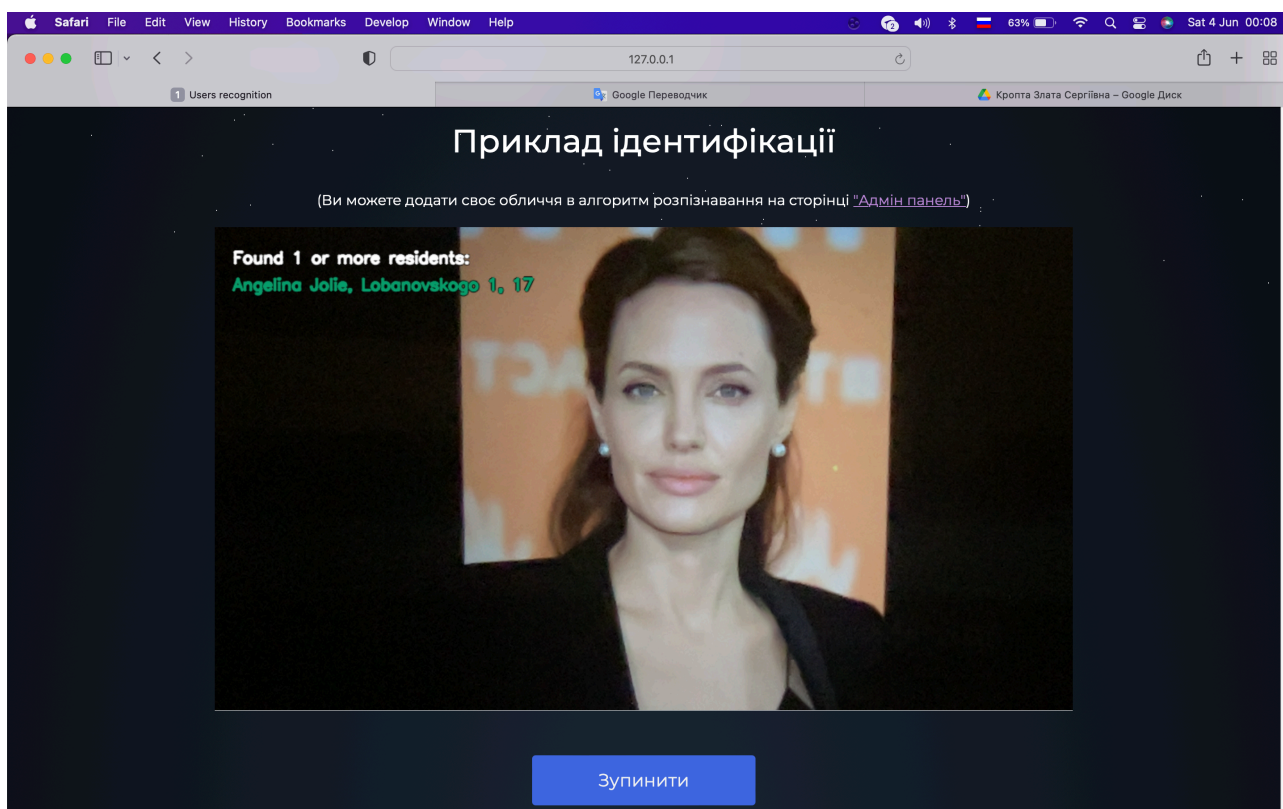 Safari File Edit View History Bookmarks Develop Window Help 63% Sat 4 Jun 00:08
127.0.0.1
1 Users recognition Google Переводчик Кропта Злата Сергіївна – Google Диск
Приклад ідентифікації
(Ви можете додати своє обличчя в алгоритм розпізнавання на сторінці "Адмін панель")
Found 1 or more residents:
Angelina Jolie, Lobanovskogo 1, 17
Зупинити